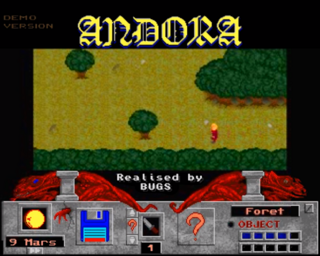 DEMO
VERSION
ANDORA
Realised by
BUGS
?
?
Foret
OBJECT
9 Mars
1